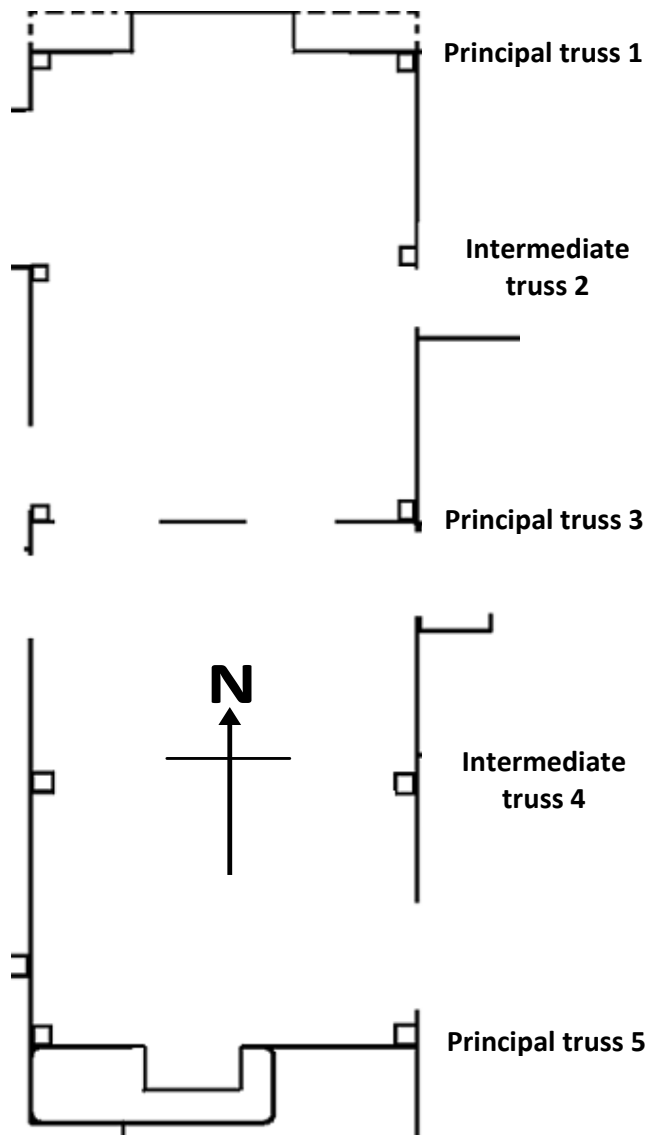 Principal truss 1
Intermediate
truss 2
Principal truss 3
N
Intermediate
truss 4
Principal truss 5